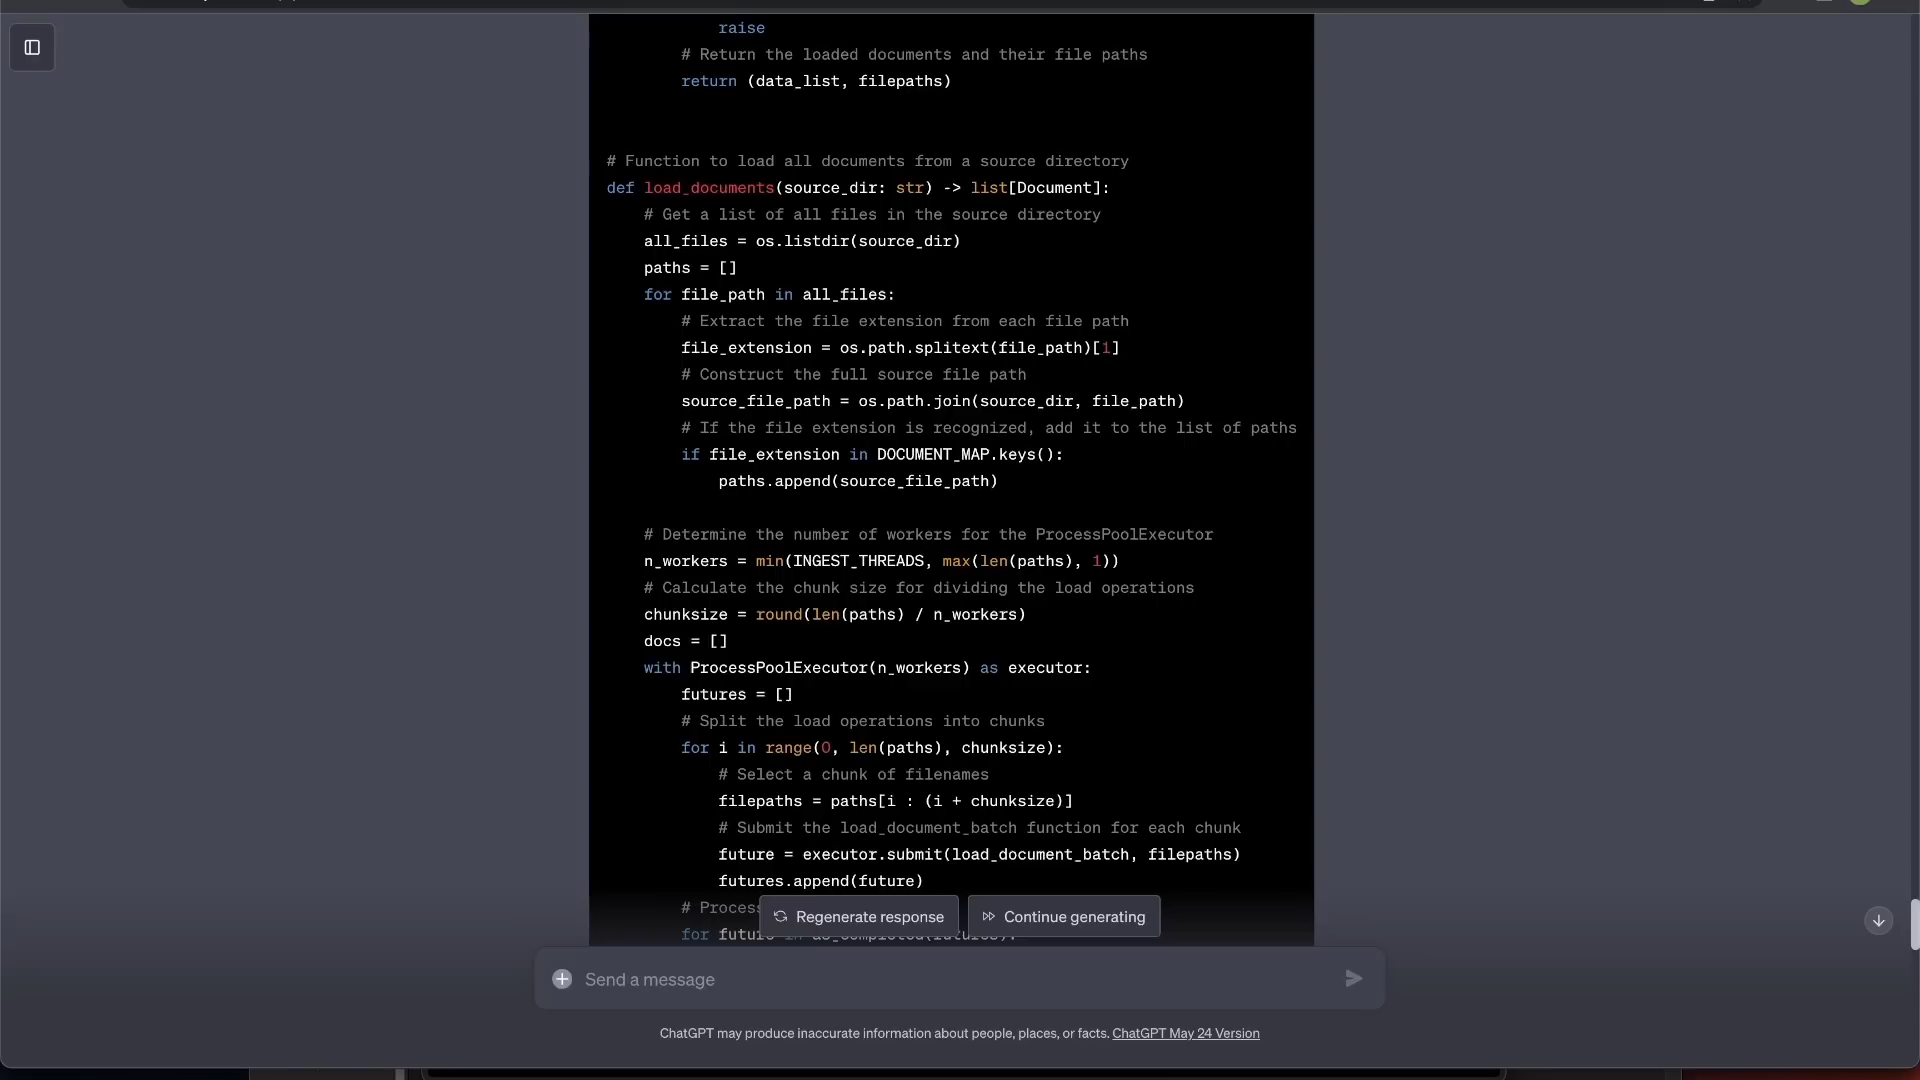 raise
# Return the loaded documents and their file paths
return (data_list, filepaths)
# Function to load all documents from a source directory
def load_documents(source_dir: str) -> list[Document]:
# Get a list of all files in the source directory
all_files = os.listdir(source_dir)
paths = []
for file_path in all_files:
# Extract the file extension from each file path
file_extension = os.path.splitext(file_path)[1]
# Construct the full source file path
source_file_path = os.path.join(source_dir, file_path)
# If the file extension is recognized, add it to the list of paths
if file_extension in DOCUMENT_MAP.keys():
paths.append(source_file_path)
# Determine the number of workers for the ProcessPoolExecutor
n_workers = min(INGEST_THREADS, max(len(paths), 1))
# Calculate the chunk size for dividing the load operations
chunksize = round(len(paths) / n_workers)
docs = []
with ProcessPoolExecutor(n_workers) as executor:
futures = []
# Split the load operations into chunks
for i in range(0, len(paths), chunksize):
# Select a chunk of filenames
filepaths = paths[i : (i + chunksize)]
# Submit the load_document_batch function for each chunk
future = executor.submit(load_document_batch, filepaths)
futures.append(future)
# Process
Regenerate response
Continue generating
for future in as_completed(futures):
Send a message
ChatGPT may produce inaccurate information about people, places, or facts. ChatGPT May 24 Version